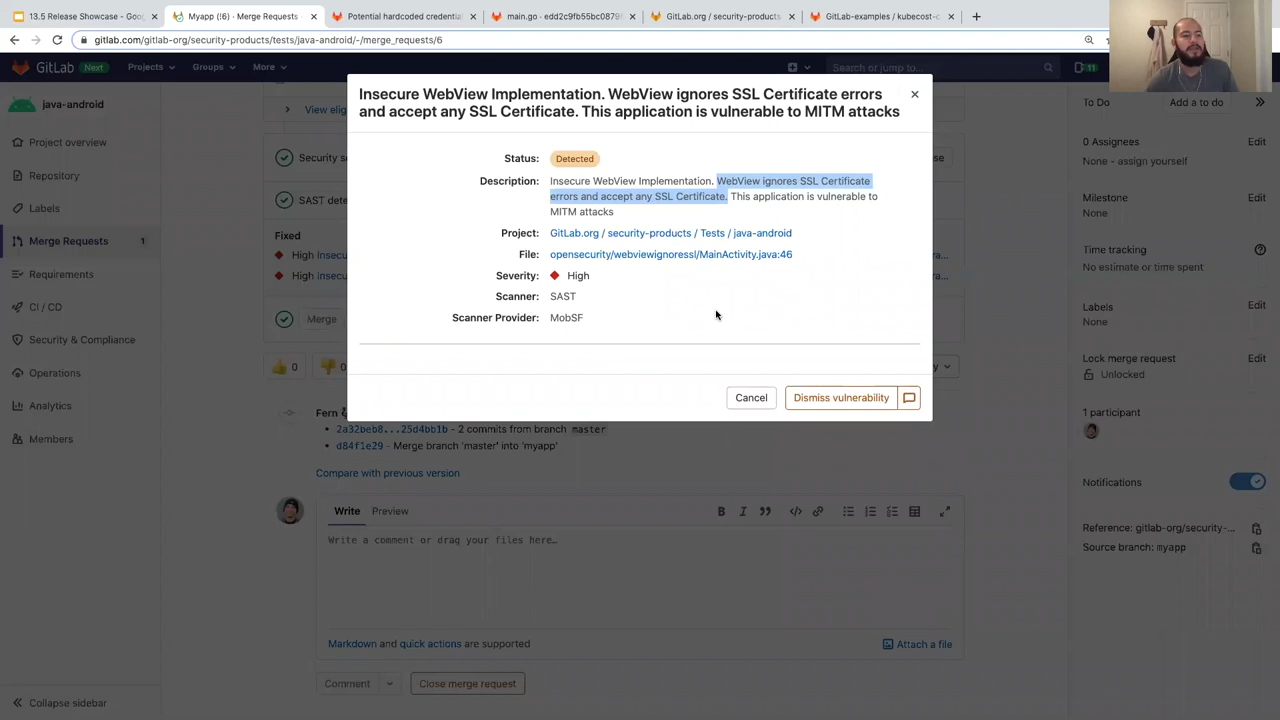 13.5 Release Showcase - Goo
Myapp (!6) · Merge Requests ·
Potential hardcoded credentia
main.go · edd2c9fb55bc0879
GitLab.org / security-products
GitLab-examples / kubecost-c
gitlab.com/gitlab-org/security-products/tests/java-android/-/merge_requests/6
GitLab Next Projects Groups More Search or jump to... 11
java-android
Project overview
Repository
Labels
Merge Requests 1
Requirements
CI / CD
Security & Compliance
Operations
Analytics
Members
Collapse sidebar
View eli
Security s
SAST dete
Fixed
High Insec
High Insec
Merge
0 0
Insecure WebView Implementation. WebView ignores SSL Certificate errors
and accept any SSL Certificate. This application is vulnerable to MITM attacks
Status: Detected
Description: Insecure WebView Implementation. WebView ignores SSL Certificate
errors and accept any SSL Certificate. This application is vulnerable to
MITM attacks
Project: GitLab.org / security-products / Tests / java-android
File: opensecurity/webviewignoressl/MainActivity.java:46
Severity: High
Scanner: SAST
Scanner Provider: MobSF
Cancel Dismiss vulnerability
Fern
2a32beb8...25d4bb1b - 2 commits from branch master
d84f1e29 - Merge branch 'master' into 'myapp'
Compare with previous version
Write Preview
Write a comment or drag your files here…
Markdown and quick actions are supported
Attach a file
Comment Close merge request
To Do Add a to do
0 Assignees Edit
None - assign yourself
Milestone Edit
None
Time tracking
No estimate or time spent
Labels Edit
None
Lock merge request Edit
Unlocked
1 participant
Notifications
Reference: gitlab-org/security-...
Source branch: myapp